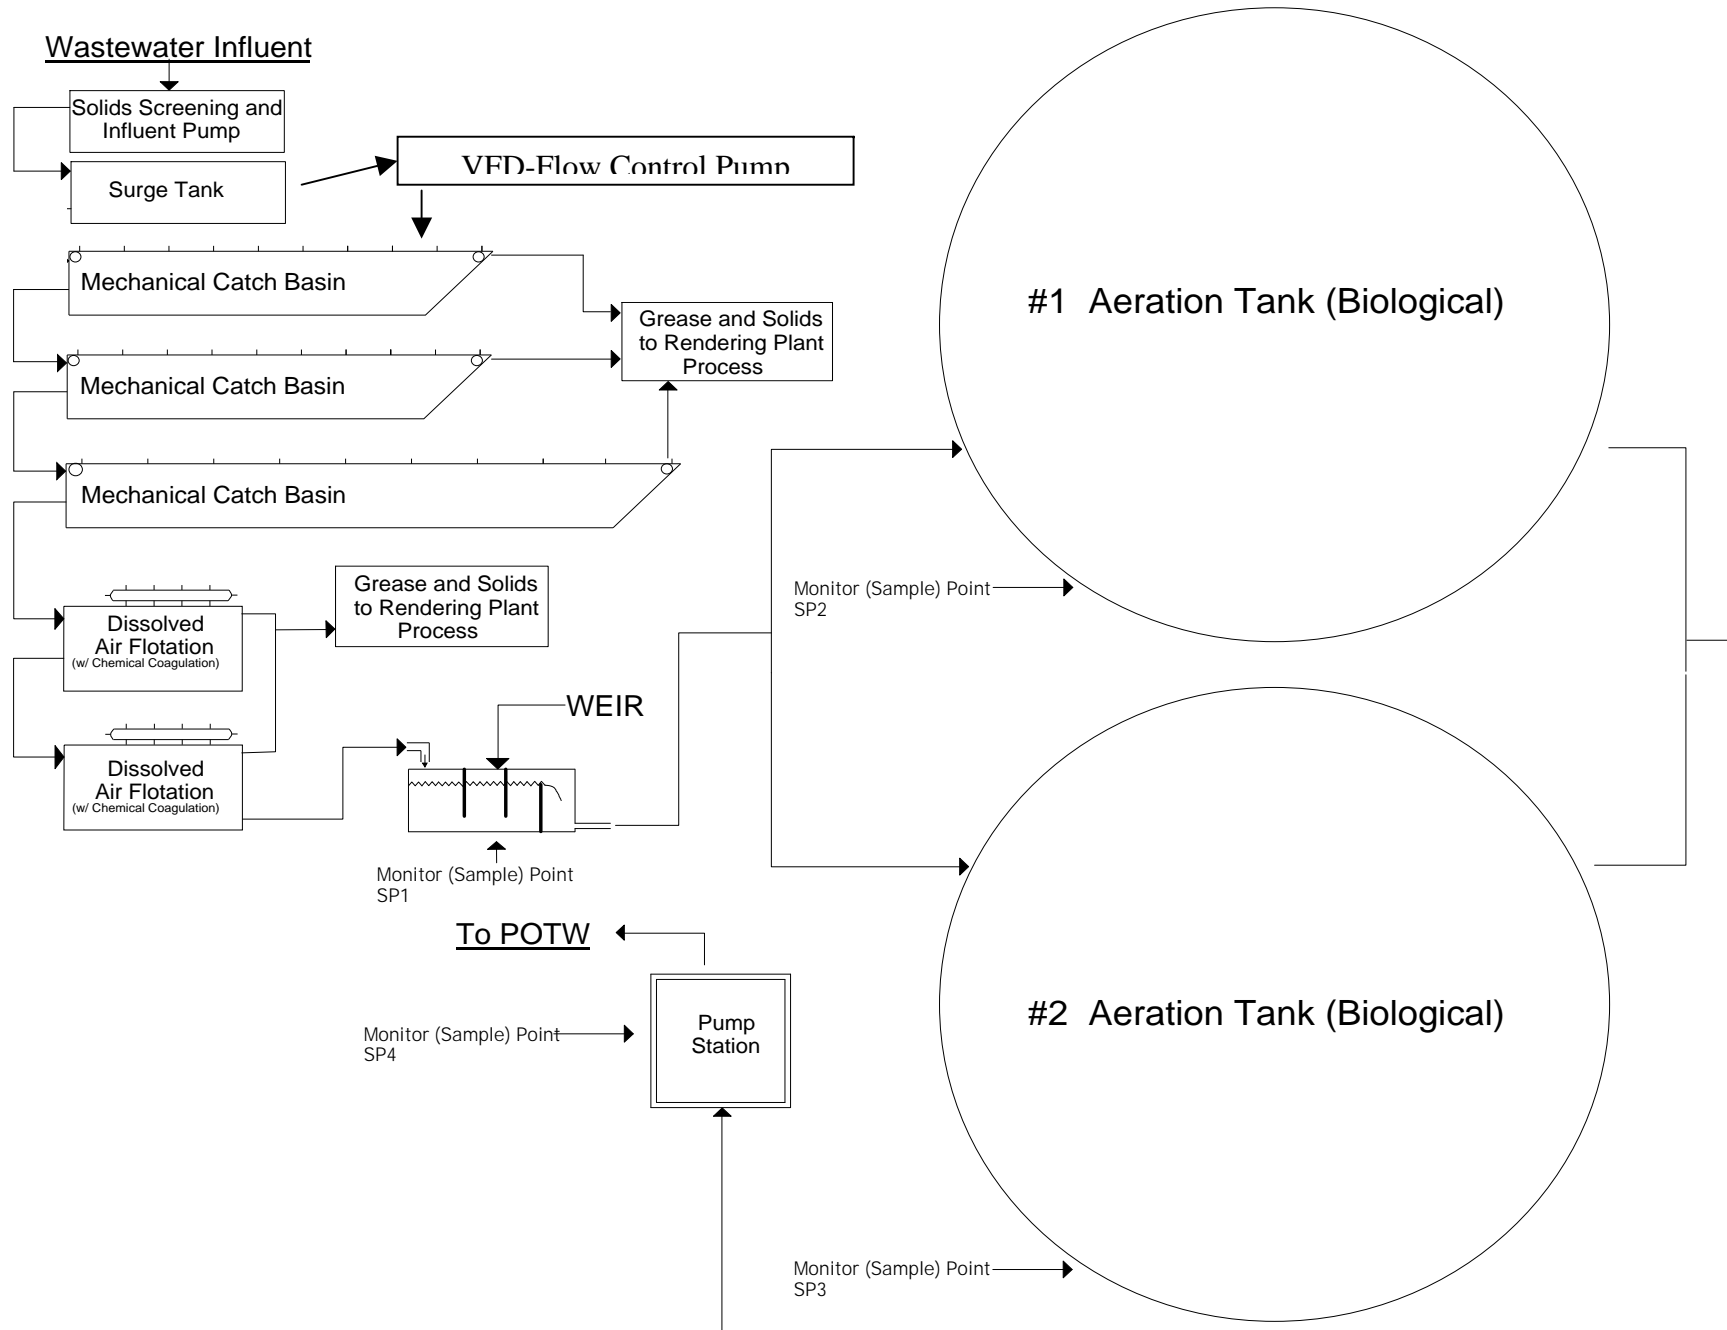 Wastewater Influent
Solids Screening and
Influent Pump
Surge Tank
VFD-Flow Control Pump
Mechanical Catch Basin
Mechanical Catch Basin
Mechanical Catch Basin
Grease and Solids
to Rendering Plant
Process
Dissolved
Air Flotation
(w/ Chemical Coagulation)
Grease and Solids
to Rendering Plant
Process
Dissolved
Air Flotation
(w/ Chemical Coagulation)
WEIR
Monitor (Sample) Point
SP1
#1 Aeration Tank (Biological)
Monitor (Sample) Point
SP2
To POTW
Monitor (Sample) Point
SP4
Pump
Station
#2 Aeration Tank (Biological)
Monitor (Sample) Point
SP3